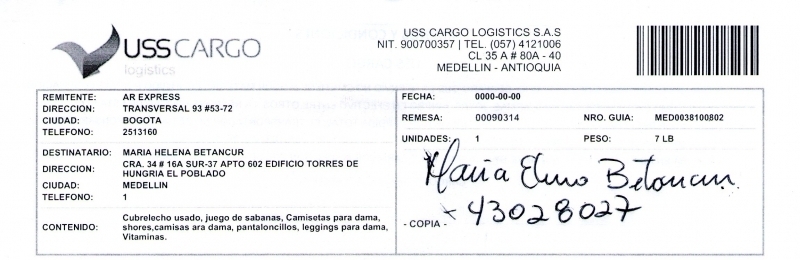 USSCARGO
logistics
USS CARGO LOGISTICS S.A.S
NIT. 900700357 | TEL. (057) 4121006
CL 35 A # 80A - 40
MEDELLIN - ANTIOQUIA
REMITENTE: AR EXPRESS
DIRECCION: TRANSVERSAL 93 #53-72
CIUDAD: BOGOTA
TELEFONO: 2513160
FECHA: 0000-00-00
REMESA: 00090314 NRO. GUIA: MED0038100802
UNIDADES: 1 PESO: 7 LB
DESTINATARIO: MARIA HELENA BETANCUR
DIRECCION: CRA. 34 # 16A SUR-37 APTO 602 EDIFICIO TORRES DE
HUNGRIA EL POBLADO
CIUDAD: MEDELLIN
TELEFONO: 1
CONTENIDO: Cubrelecho usado, juego de sabanas, Camisetas para dama,
shores,camisas ara dama, pantaloncillos, leggings para dama,
Vitaminas.
Maria
43028027
- COPIA -